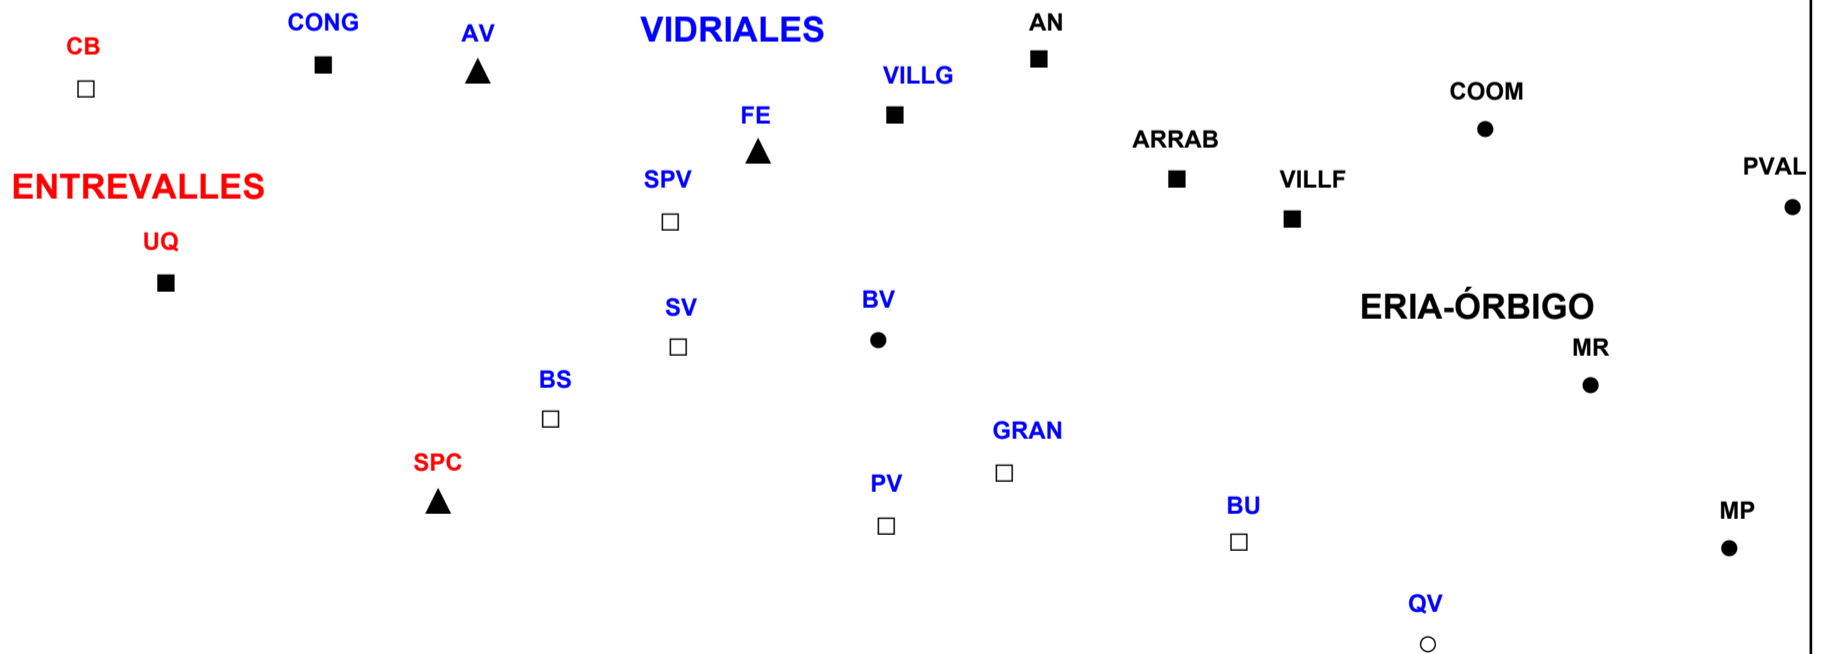 CONG
AN
VIDRIALES
AV
CB
VILLG
COOM
FE
ARRAB
PVAL
SPV
VILLF
ENTREVALLES
UQ
BV
SV
ERIA-ÓRBIGO
MR
BS
GRAN
SPC
PV
BU
MP
QV